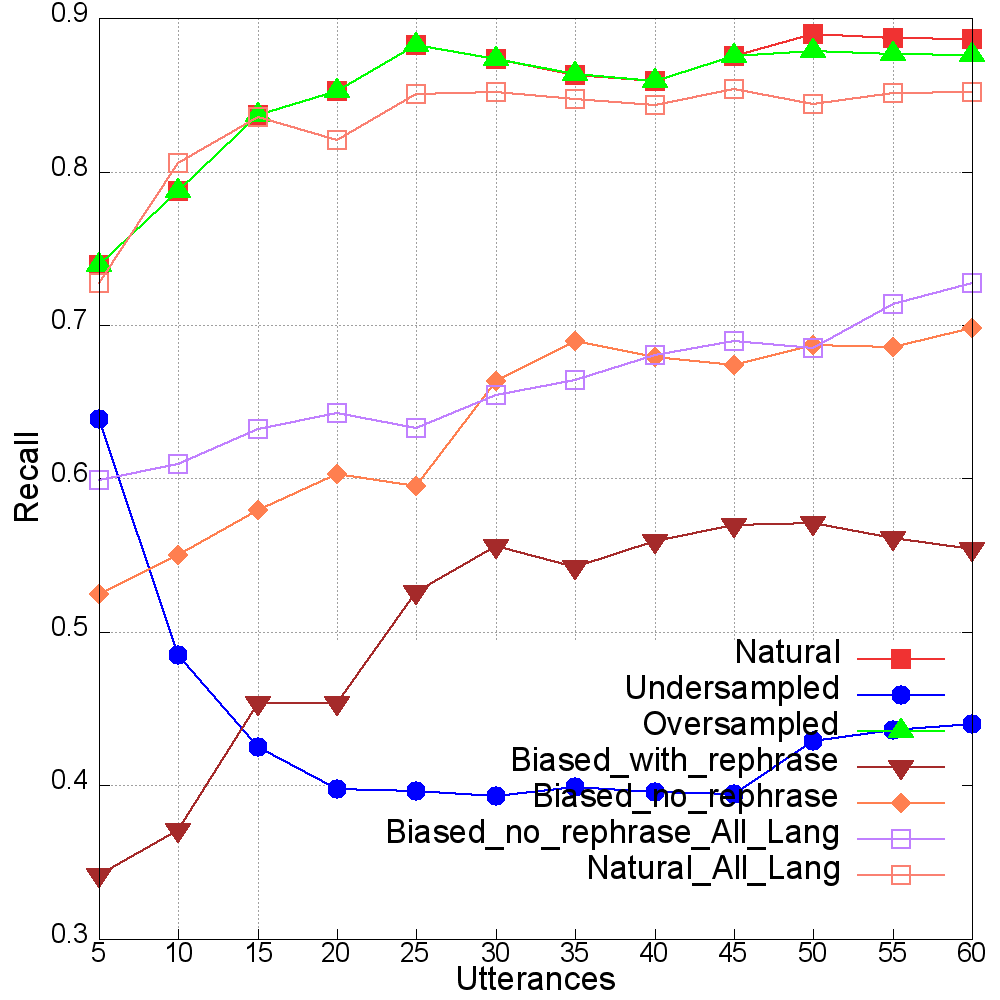 0.9
0.8
0.7
0.6
0.5
0.4
0.3
Recall
Natural
Undersampled
Oversampled
Biased_with_rephrase
Biased_no_rephrase
Biased_no_rephrase_All_Lang
Natural_All_Lang
5 10 15 20 25 30 35 40 45 50 55 60
Utterances